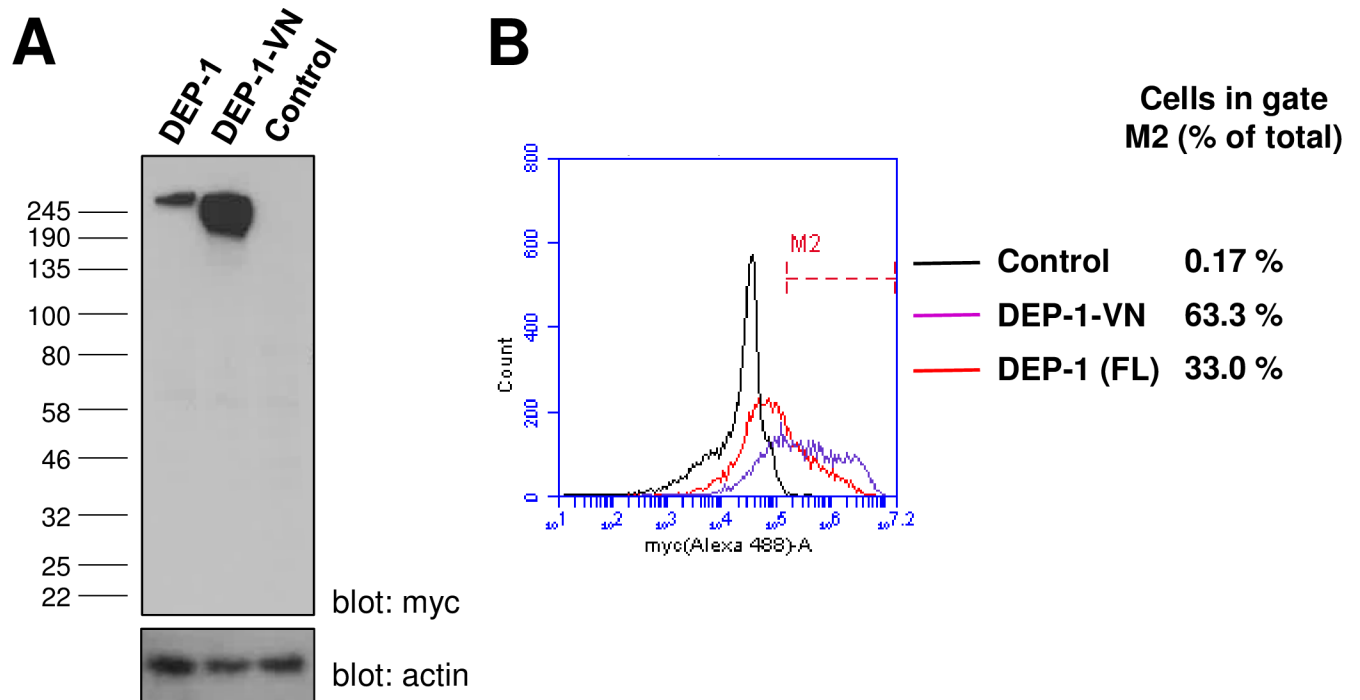 A
DEP-1
DEP-1-VN
Control
245
190
135
100
80
58
46
32
25
22
blot: myc
blot: actin
B
Cells in gate
M2 (% of total)
800
600
400
200
0
Count
M2
10^1
10^2
10^3
10^4
10^5
10^6
10^7.2
myc(Alexa 488)-A
Control 0.17 %
DEP-1-VN 63.3 %
DEP-1 (FL) 33.0 %